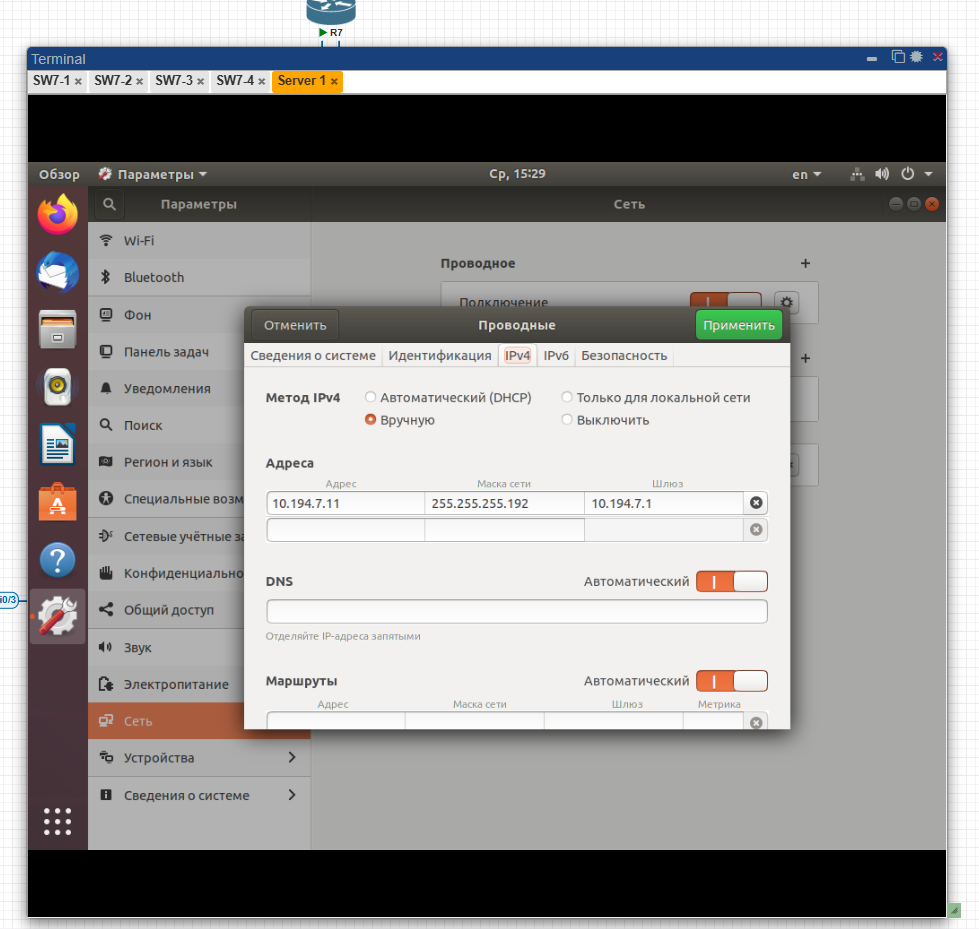 R7
Terminal
SW7-1 × SW7-2 × SW7-3 × SW7-4 × Server 1 ×
Обзор Параметры Ср, 15:29 en
Параметры Сеть
Wi-Fi
Bluetooth
Фон
Панель задач
Уведомления
Поиск
Регион и язык
Специальные возм
Сетевые учётные за
Конфиденциально
Общий доступ
Звук
Электропитание
Сеть
Устройства
Сведения о системе
Проводное +
Подключение
+
Отменить Проводные Применить
Сведения о системе Идентификация IPv4 IPv6 Безопасность
Метод IPv4 Автоматический (DHCP) Только для локальной сети
Вручную Выключить
Адреса
Адрес Маска сети Шлюз
10.194.7.11 255.255.255.192 10.194.7.1
DNS Автоматический
Отделяйте IP-адреса запятыми
Маршруты Автоматический
Адрес Маска сети Шлюз Метрика
i0/3